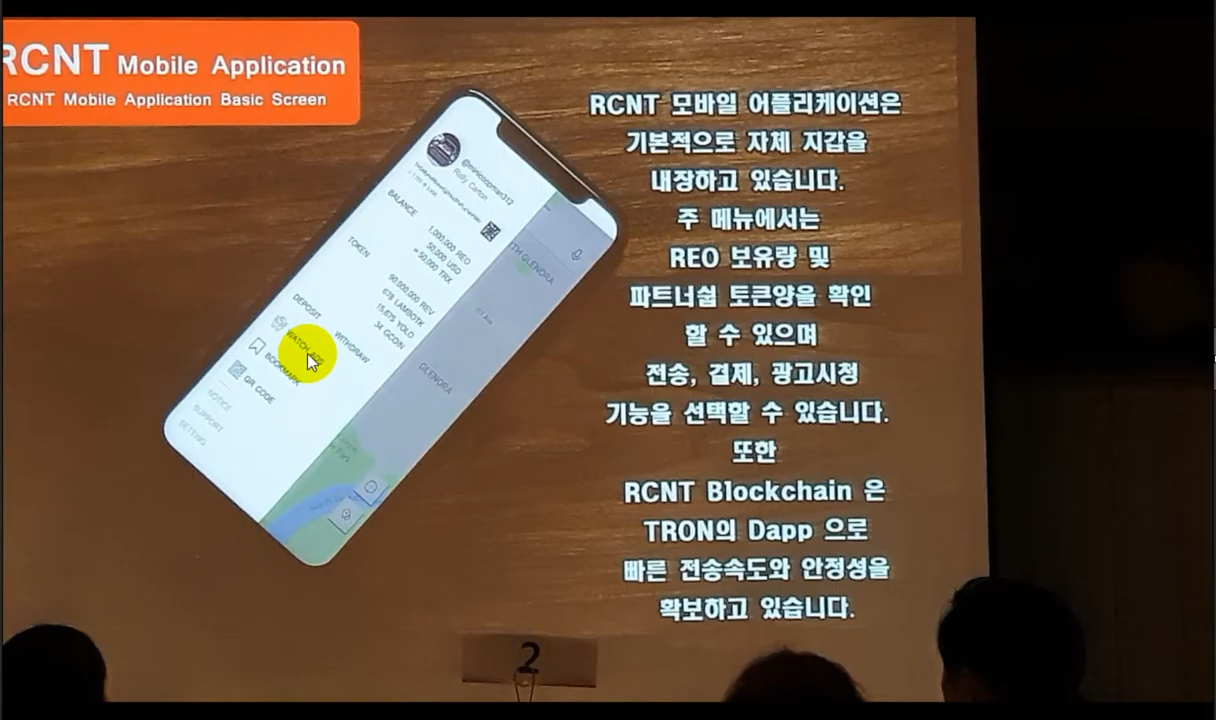 RCNT Mobile Application
RCNT Mobile Application Basic Screen
RCNT 모바일 어플리케이션은
기본적으로 자체 지갑을
내장하고 있습니다.
주 메뉴에서는
REO 보유량 및
파트너쉽 토큰양을 확인
할 수 있으며
전송, 결제, 광고시청
기능을 선택할 수 있습니다.
또한
RCNT Blockchain 은
TRON의 Dapp 으로
빠른 전송속도와 안정성을
확보하고 있습니다.
@minicoopman312
Rolly Carton
BALANCE
1,000,000 REO
50,000 USD
= 50,000 TRX
TOKEN
90,000,000 REV
678 LAMBOTK
15,675 YOLO
34 GCOIN
DEPOSIT
WITHDRAW
WATCH ADS
BOOKMARK
QR CODE
NOTICE
SUPPORT
SETTING
GLENDORA
GLENDORA
Park
2